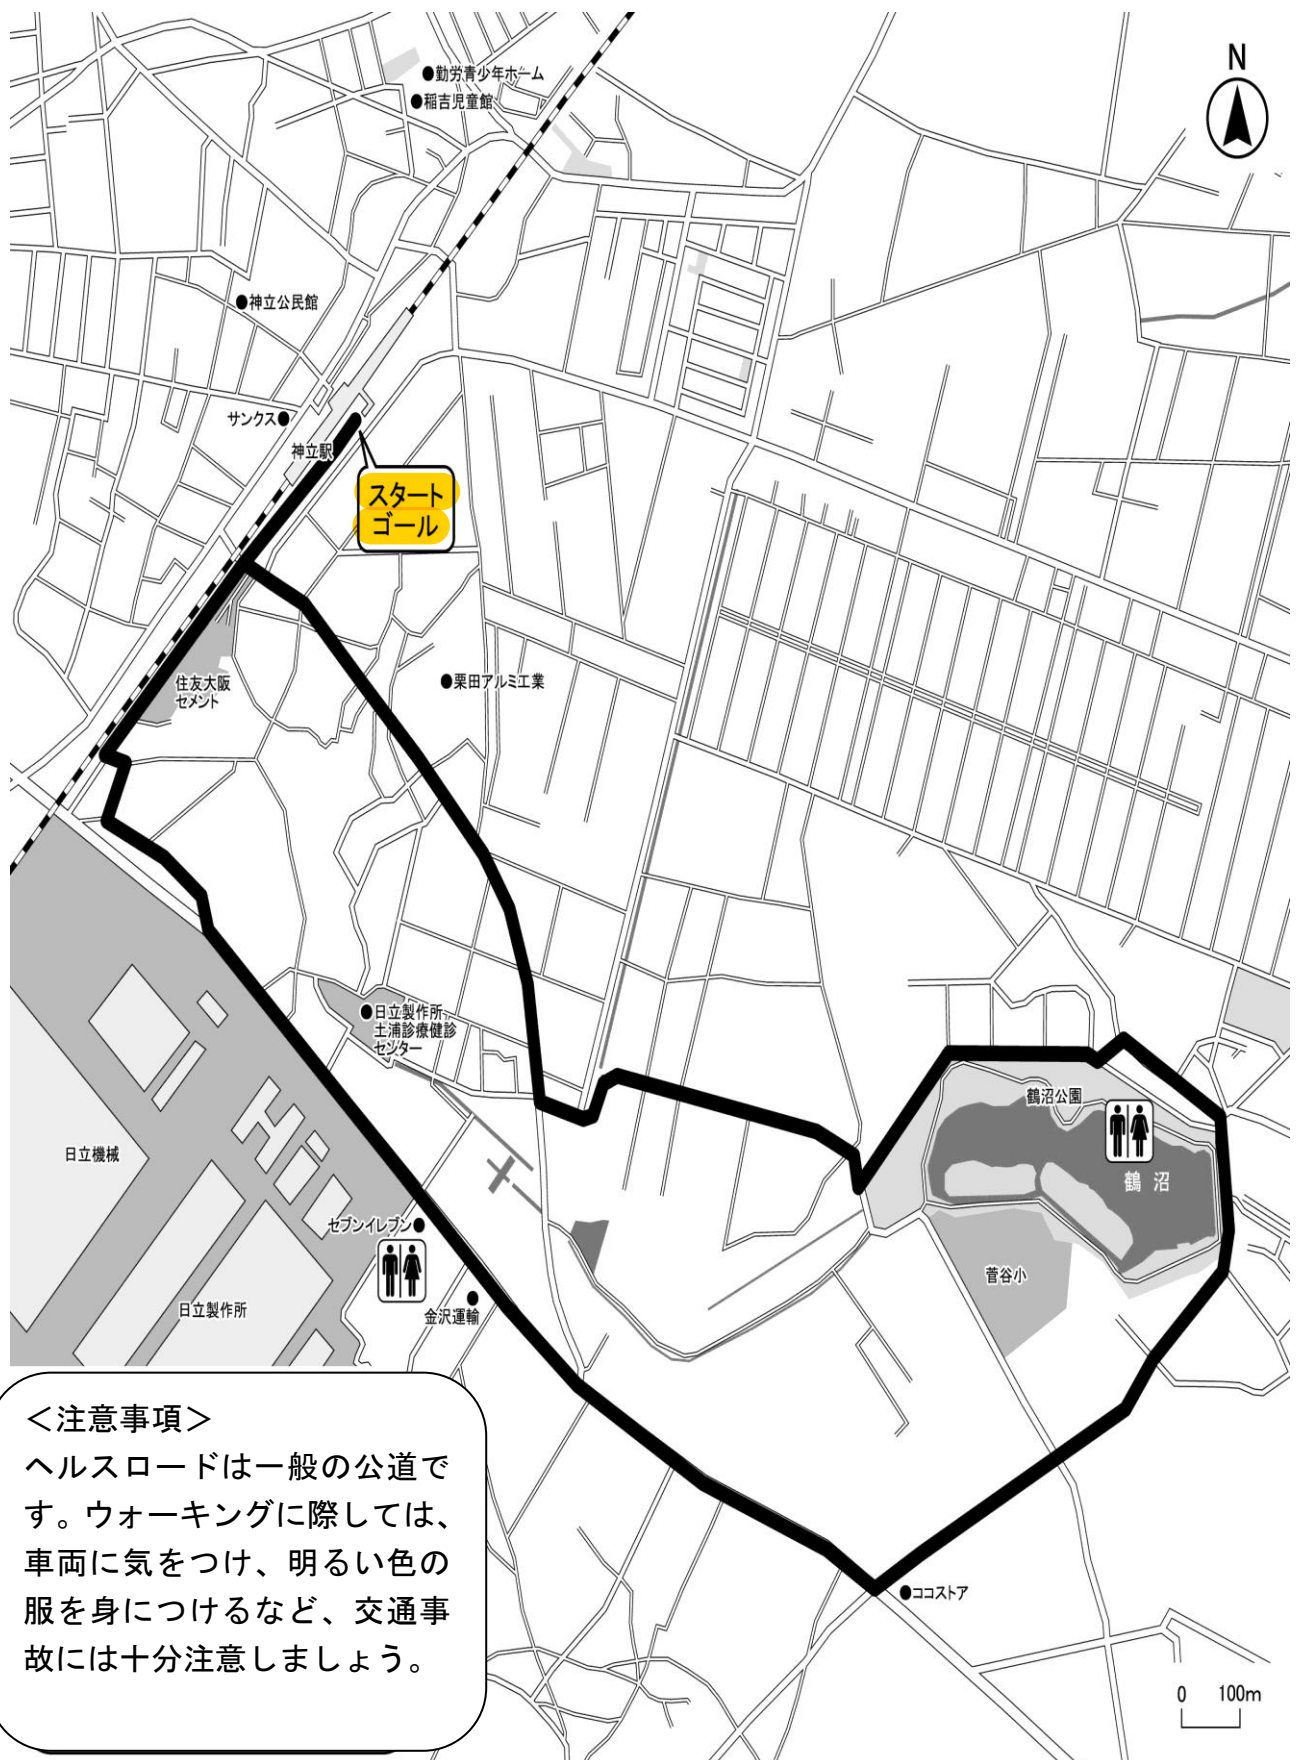 N
●勤労青少年ホーム
●稲吉児童館
●神立公民館
サンクス●
神立駅
スタート
ゴール
住友大阪
セメント
●栗田アルミ工業
●日立製作所
土浦診療健診
センター
鶴沼公園
鶴 沼
日立機械
セブンイレブン●
菅谷小
日立製作所
金沢運輸
＜注意事項＞
ヘルスロードは一般の公道で
す。ウォーキングに際しては、
車両に気をつけ、明るい色の
服を身につけるなど、交通事
故には十分注意しましょう。
●ココストア
0 100m